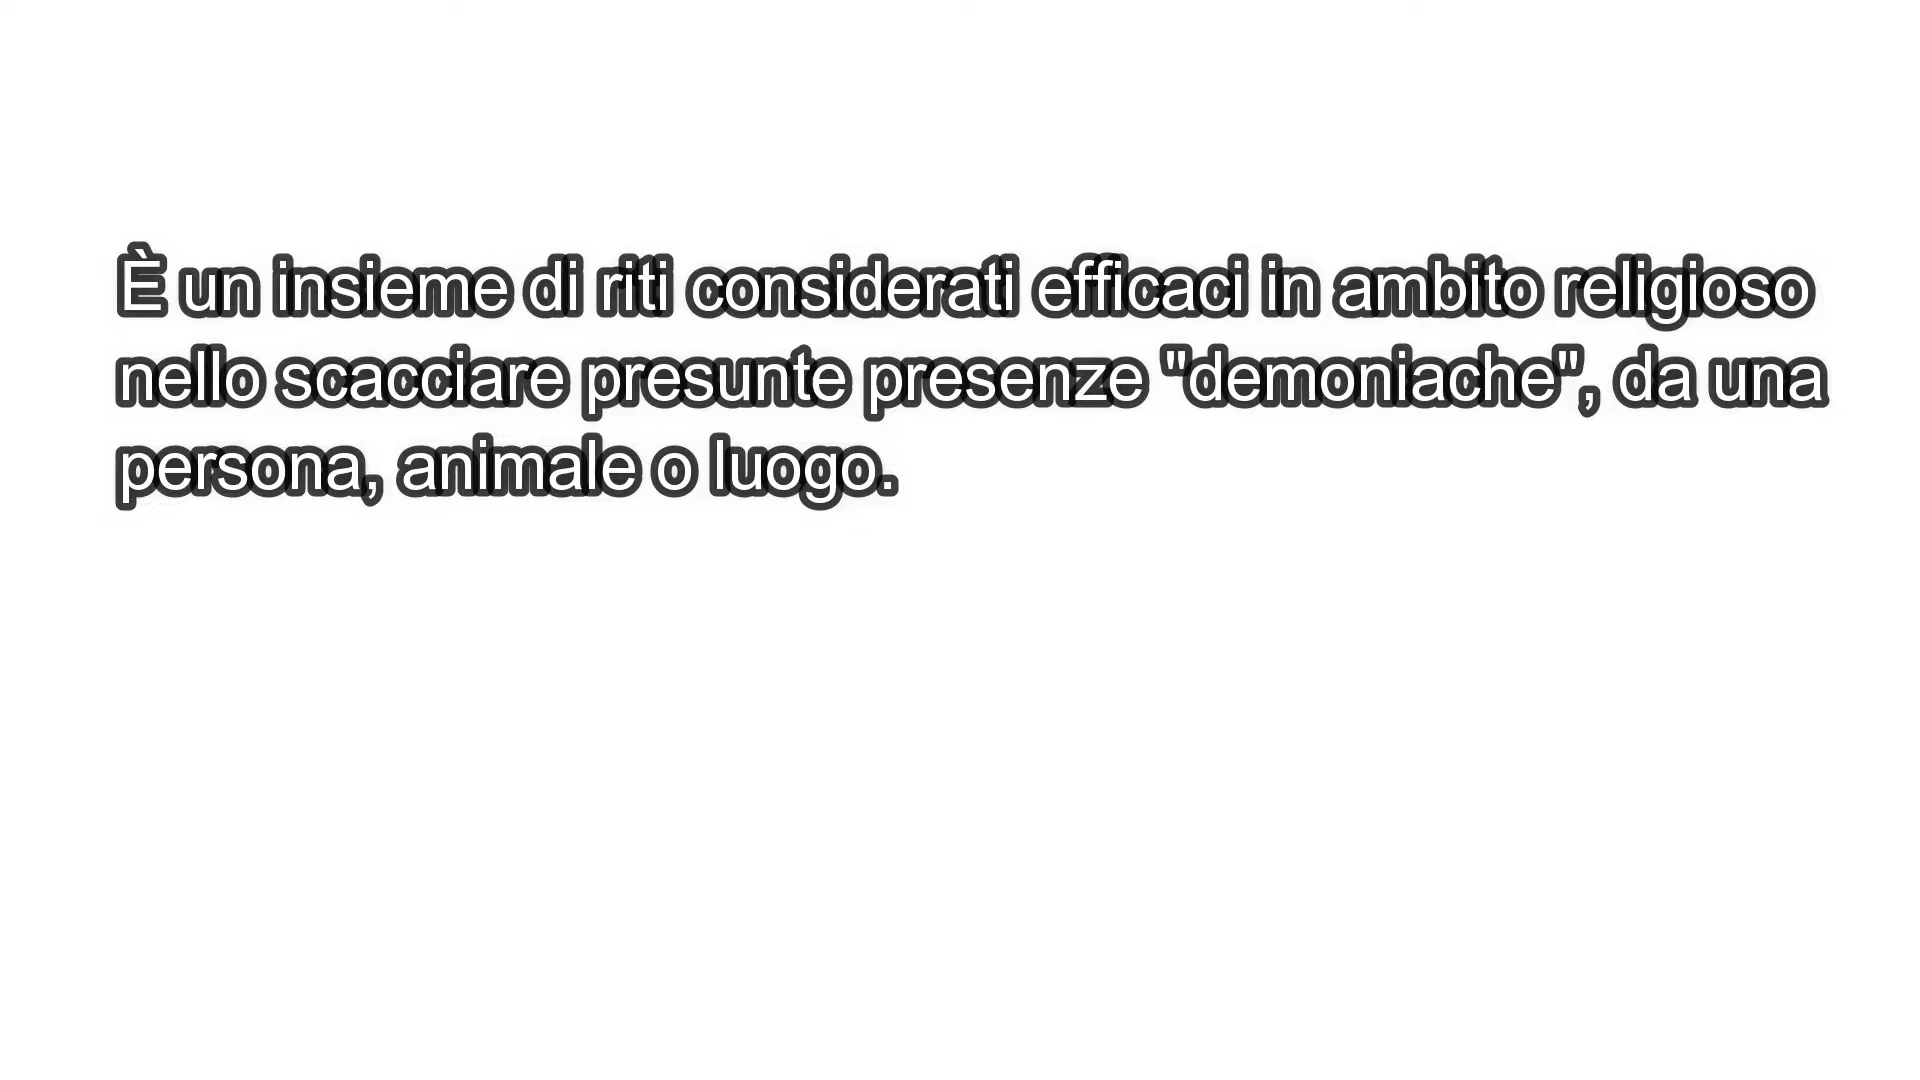 È un insieme di riti considerati efficaci in ambito religioso
nello scacciare presunte presenze "demoniache", da una
persona, animale o luogo.